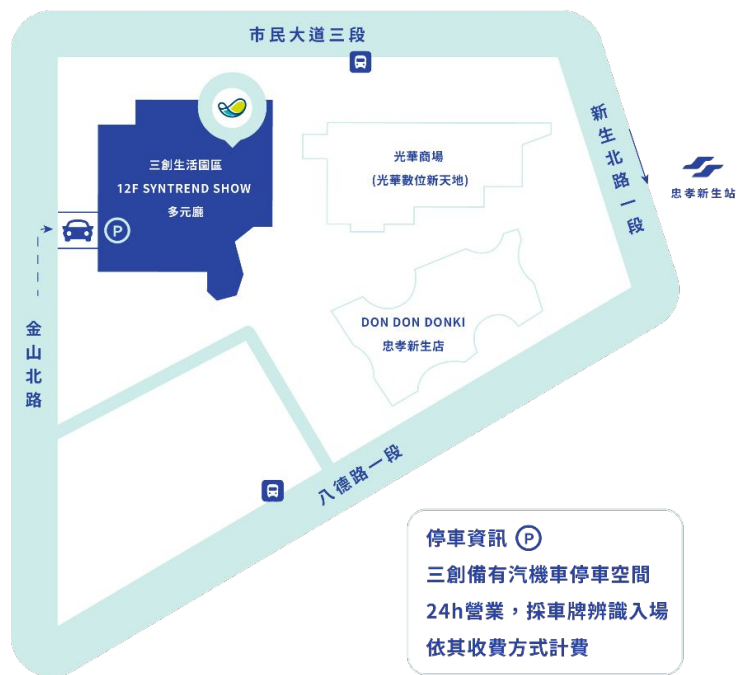 市民大道三段
三創生活園區
12F SYNTREND SHOW
多元廳
光華商場
(光華數位新天地)
新生北路一段
忠孝新生站
P
金山北路
DON DON DONKI
忠孝新生店
八德路一段
停車資訊 P
三創備有汽機車停車空間
24h營業，採車牌辨識入場
依其收費方式計費